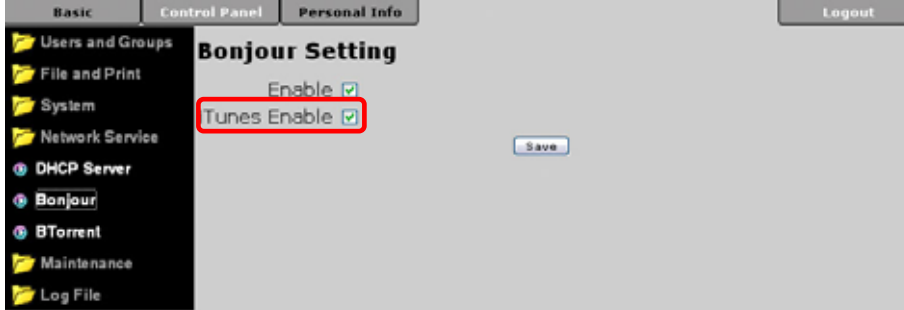 Basic Control Panel Personal Info Logout
Users and Groups
File and Print
System
Network Service
DHCP Server
Bonjour
BTorrent
Maintenance
Log File
Bonjour Setting
Enable
Tunes Enable
Save